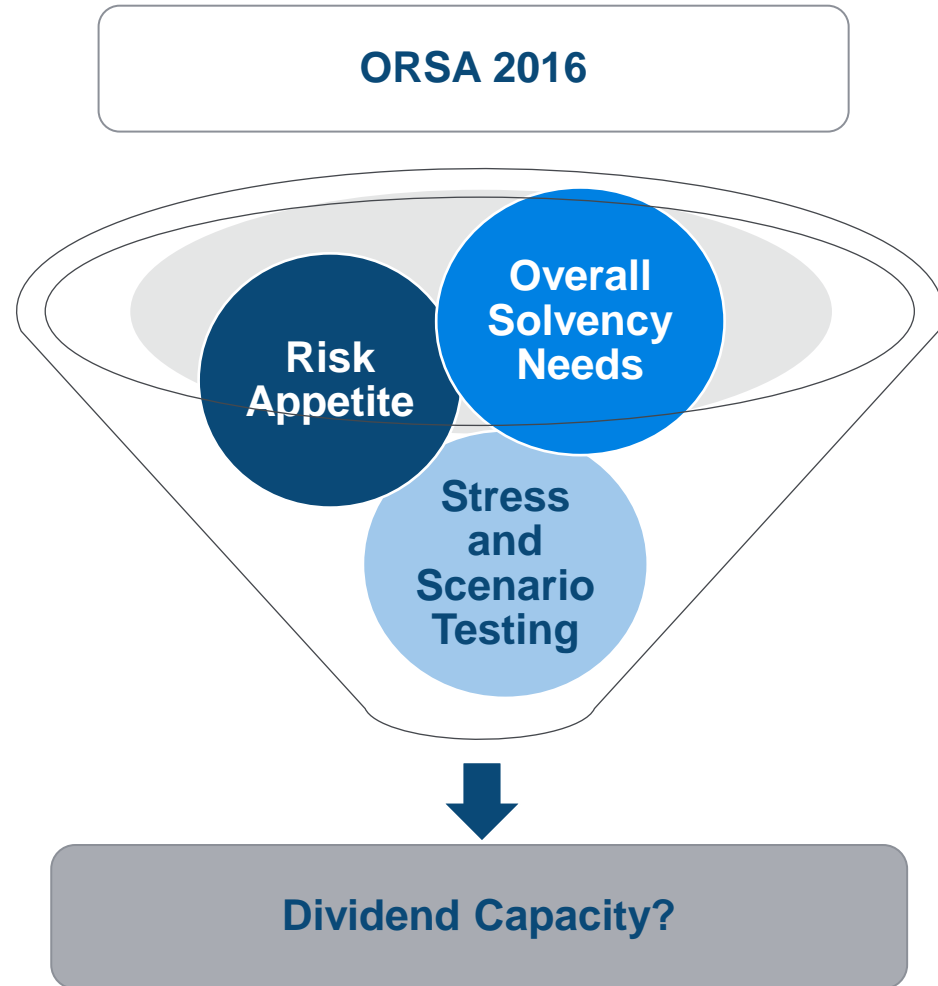 ORSA 2016
Overall
Solvency
Needs
Risk
Appetite
Stress
and
Scenario
Testing
Dividend Capacity?